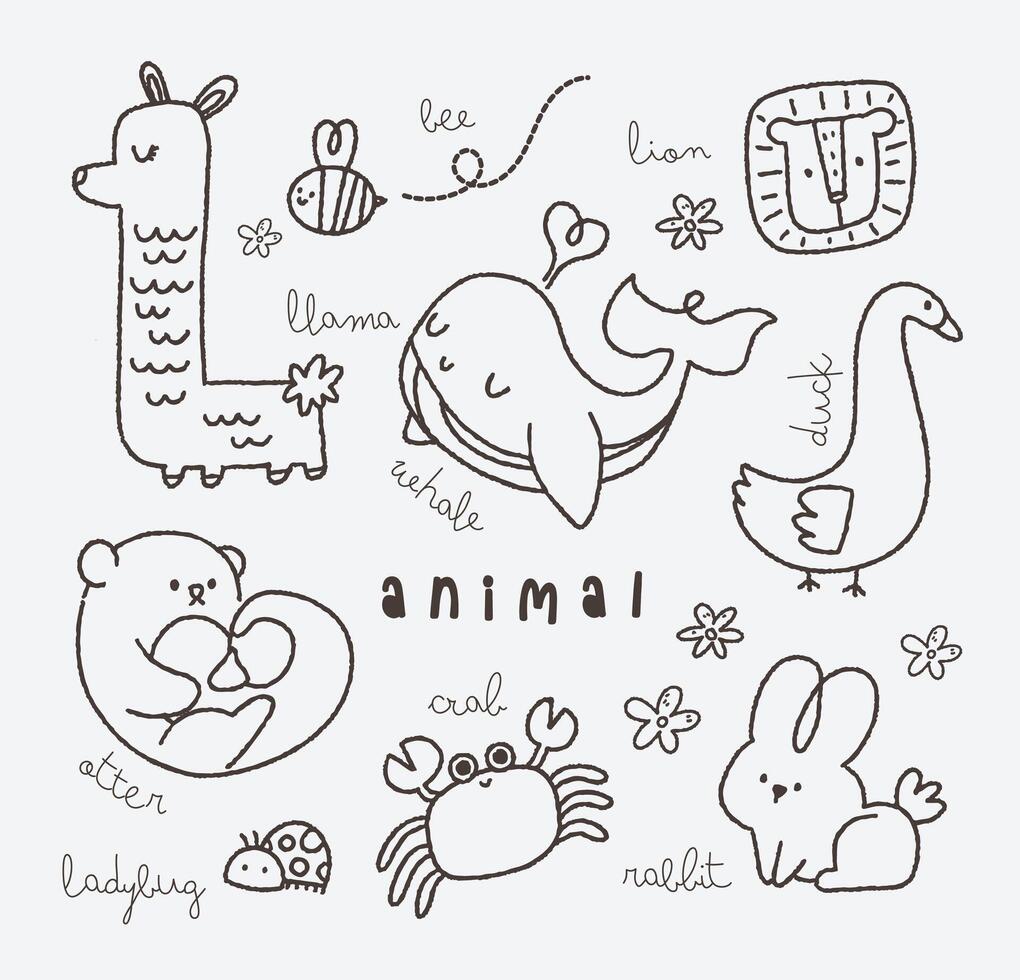 bee
lion
llama
duck
whale
animal
crab
otter
ladybug
rabbit